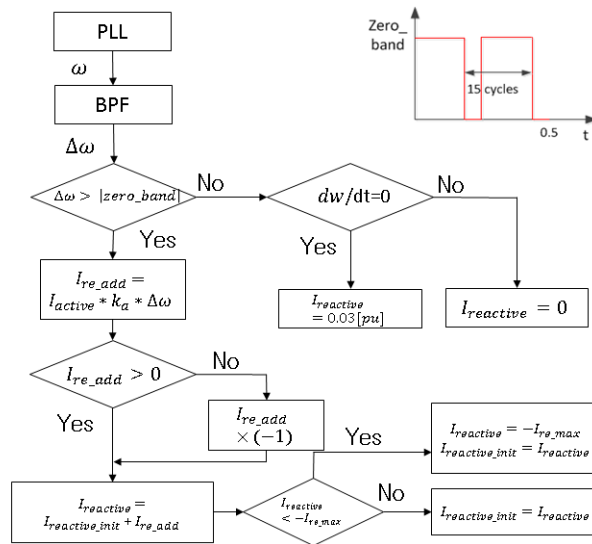 PLL
ω
BPF
Δω
Δω > |zero_band|
No
Yes
dw/dt=0
No
Yes
I_re_add =
I_active * k_a * Δω
I_reactive
= 0.03[pu]
I_reactive = 0
I_re_add > 0
No
Yes
I_re_add
× (-1)
I_reactive =
I_reactive_init + I_re_add
I_reactive
< -I_re_max
Yes
No
I_reactive = -I_re_max
I_reactive_init = I_reactive
I_reactive_init = I_reactive
Zero_
band
15 cycles
0.5
t